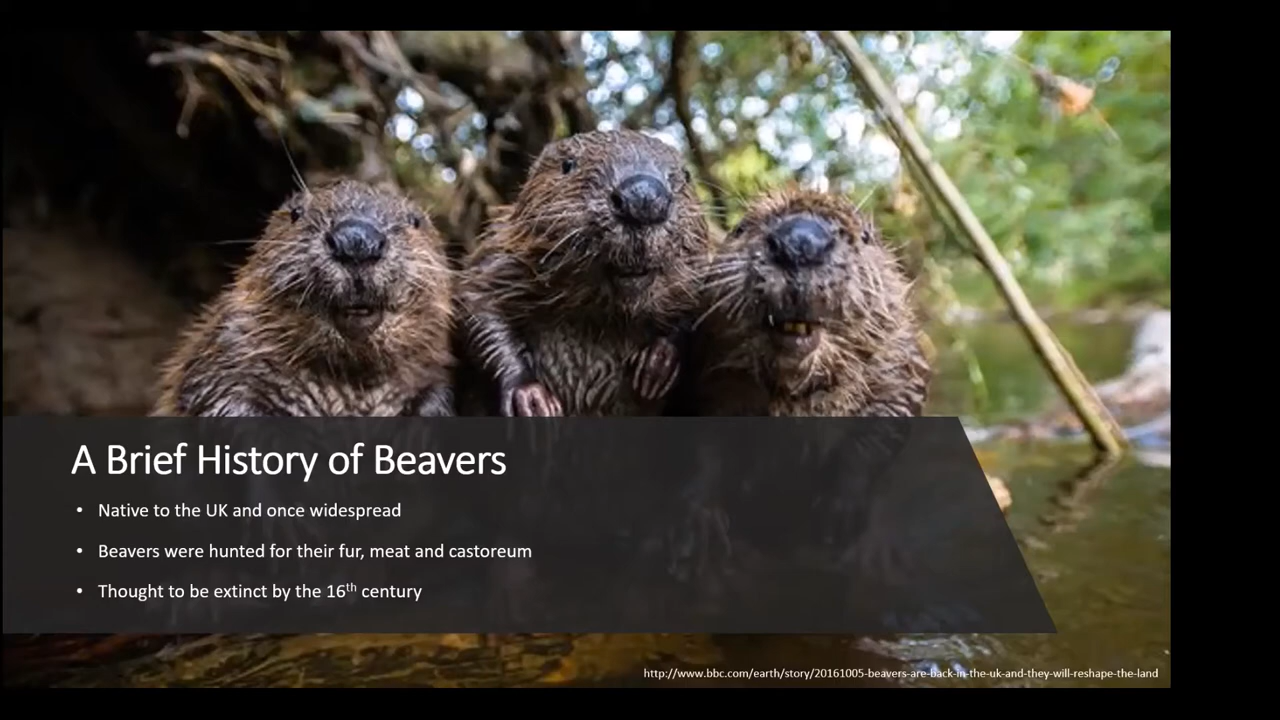 A Brief History of Beavers
• Native to the UK and once widespread
• Beavers were hunted for their fur, meat and castoreum
• Thought to be extinct by the 16th century
http://www.bbc.com/earth/story/20161005-beavers-are-back-in-the-uk-and-they-will-reshape-the-land